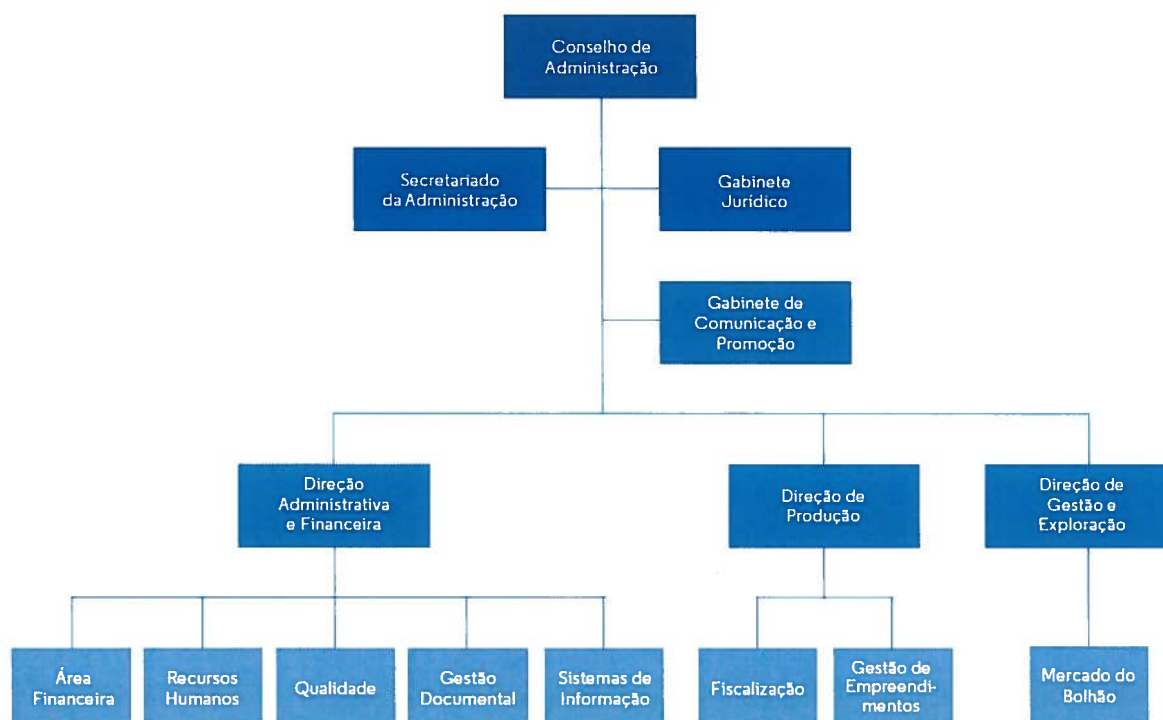 Conselho de
Administração
Secretariado
da Administração
Gabinete
Jurídico
Gabinete de
Comunicação e
Promoção
Direção
Administrativa
e Financeira
Direção de
Produção
Direção de
Gestão e
Exploração
Área
Financeira
Recursos
Humanos
Qualidade
Gestão
Documental
Sistemas de
Informação
Fiscalização
Gestão de
Empreendi-
mentos
Mercado do
Bolhão